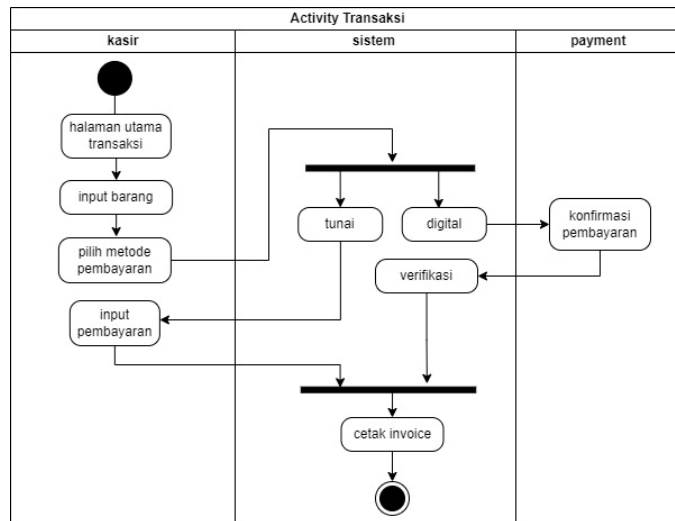 Activity Transaksi
kasir
sistem
payment
halaman utama
transaksi
input barang
pilih metode
pembayaran
tunai
digital
konfirmasi
pembayaran
verifikasi
input
pembayaran
cetak invoice